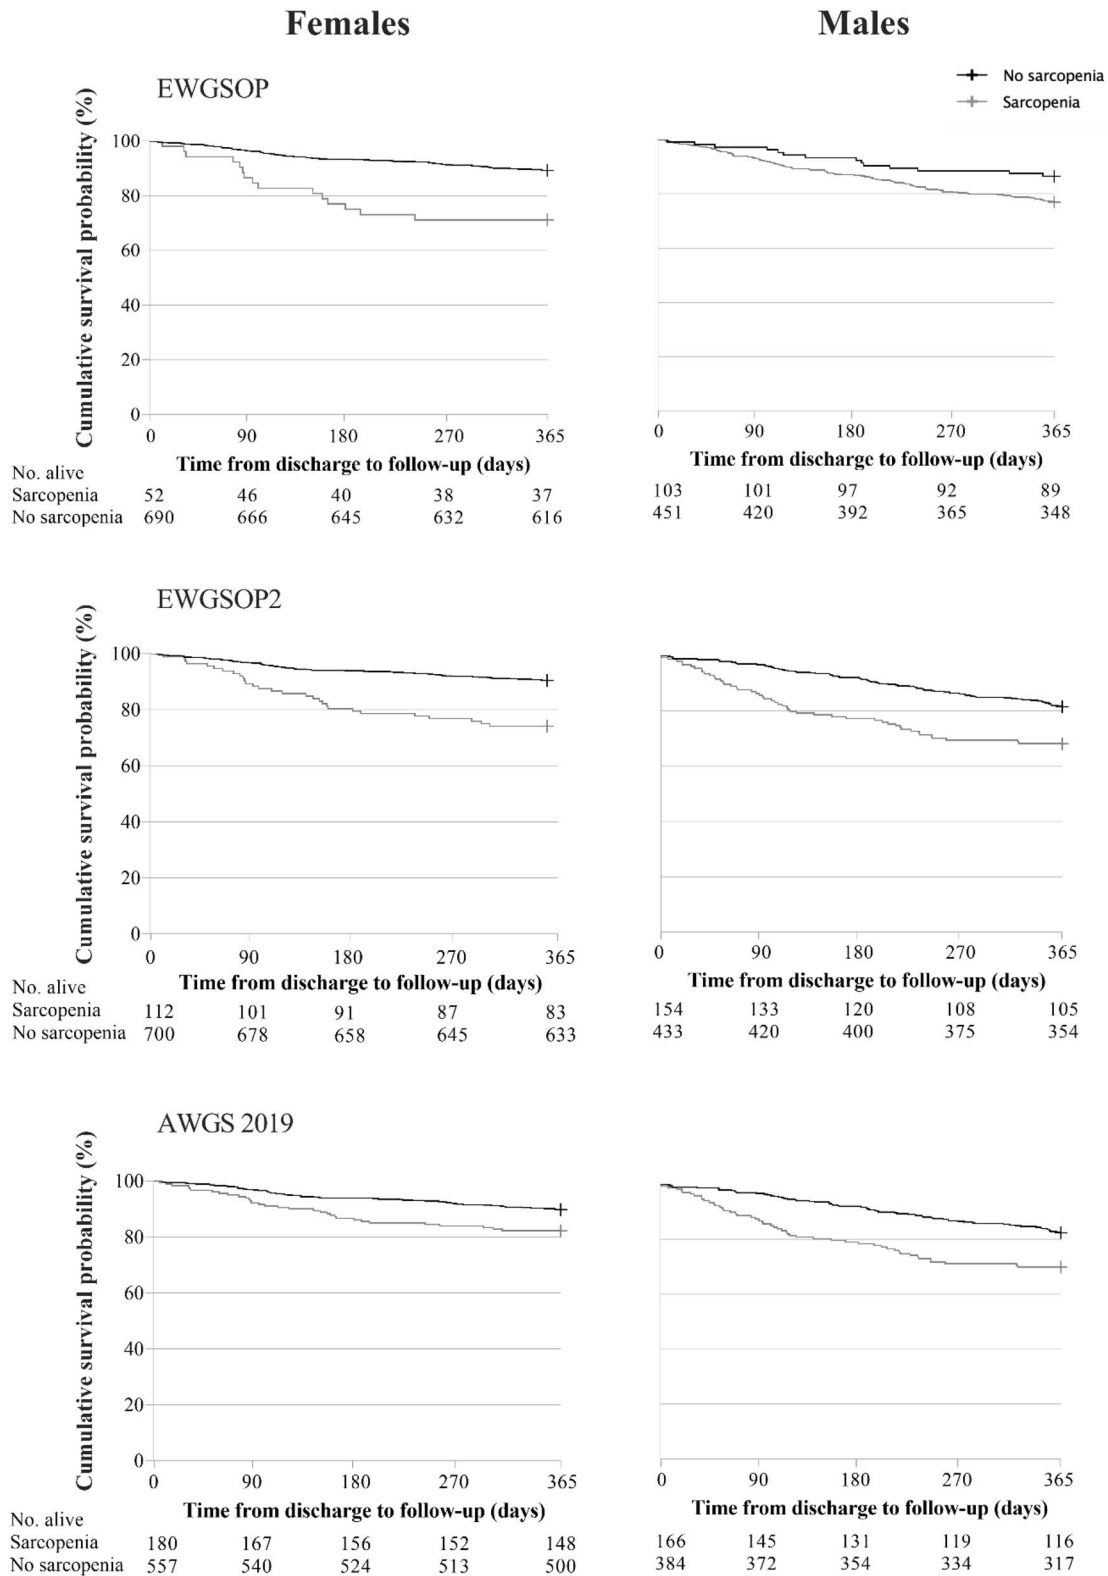 Females Males
No sarcopenia
Sarcopenia
EWGSOP
Cumulative survival probability (%)
100
80
60
40
20
0
0 90 180 270 365
Time from discharge to follow-up (days)
No. alive
Sarcopenia 52 46 40 38 37
No sarcopenia 690 666 645 632 616
0 90 180 270 365
Time from discharge to follow-up (days)
103 101 97 92 89
451 420 392 365 348
EWGSOP2
Cumulative survival probability (%)
100
80
60
40
20
0
0 90 180 270 365
Time from discharge to follow-up (days)
No. alive
Sarcopenia 112 101 91 87 83
No sarcopenia 700 678 658 645 633
0 90 180 270 365
Time from discharge to follow-up (days)
154 133 120 108 105
433 420 400 375 354
AWGS 2019
Cumulative survival probability (%)
100
80
60
40
20
0
0 90 180 270 365
Time from discharge to follow-up (days)
No. alive
Sarcopenia 180 167 156 152 148
No sarcopenia 557 540 524 513 500
0 90 180 270 365
Time from discharge to follow-up (days)
166 145 131 119 116
384 372 354 334 317